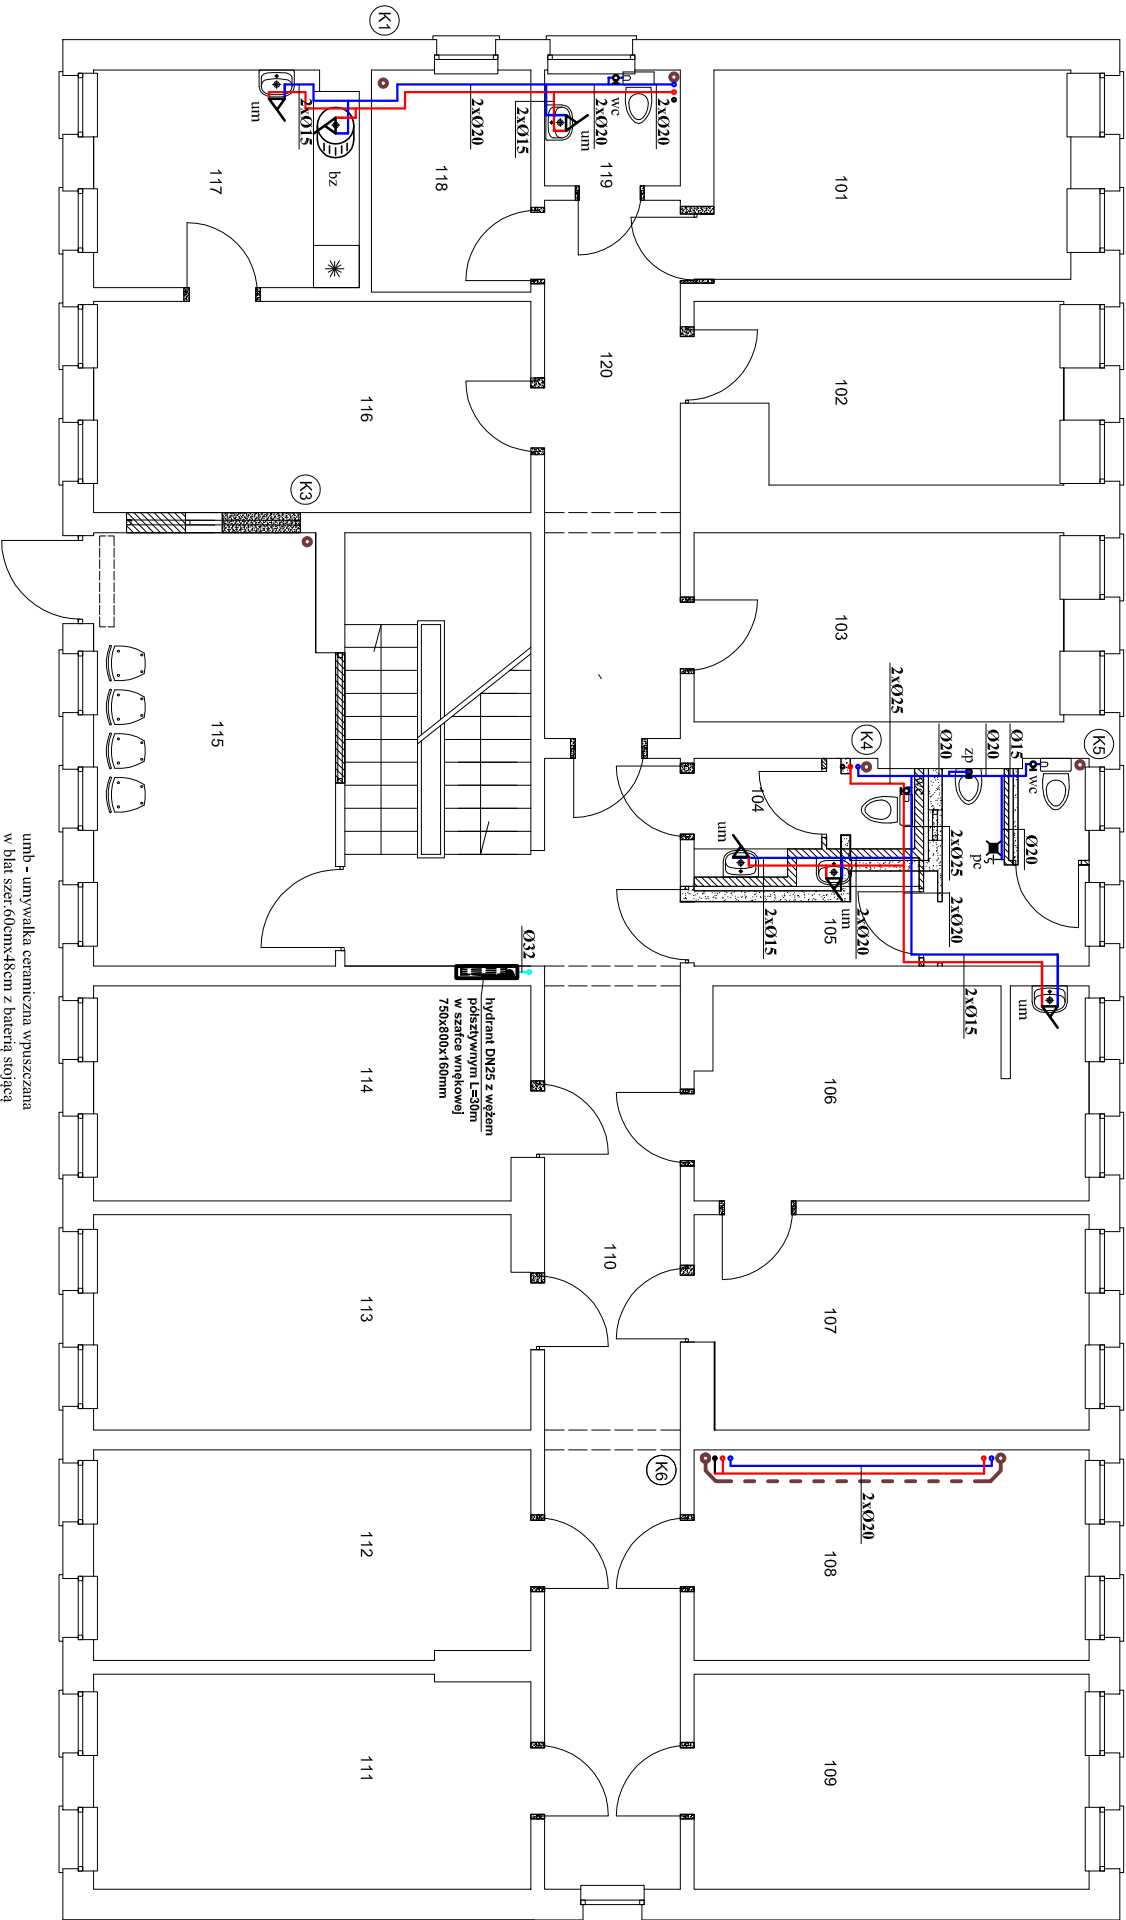 K1
K3
K4
K5
K6
101
102
103
104
105
106
107
108
109
110
111
112
113
114
115
116
117
118
119
120
um
2xØ15
bz
2xØ20
2xØ15
um
2xØ20
wc
2xØ20
2xØ25
Ø20
zp
Ø20
Ø15
wc
wc
pc
Ø20
2xØ25
2xØ20
um
um
2xØ20
2xØ15
2xØ15
um
Ø32
hydrant DN25 z wężem
półsztywnym L=30m
w szafce wnękowej
750x800x160mm
2xØ20
umb - umywalka ceramiczna wpuszczana
w blat szer.60cmx48cm z baterią stojącą